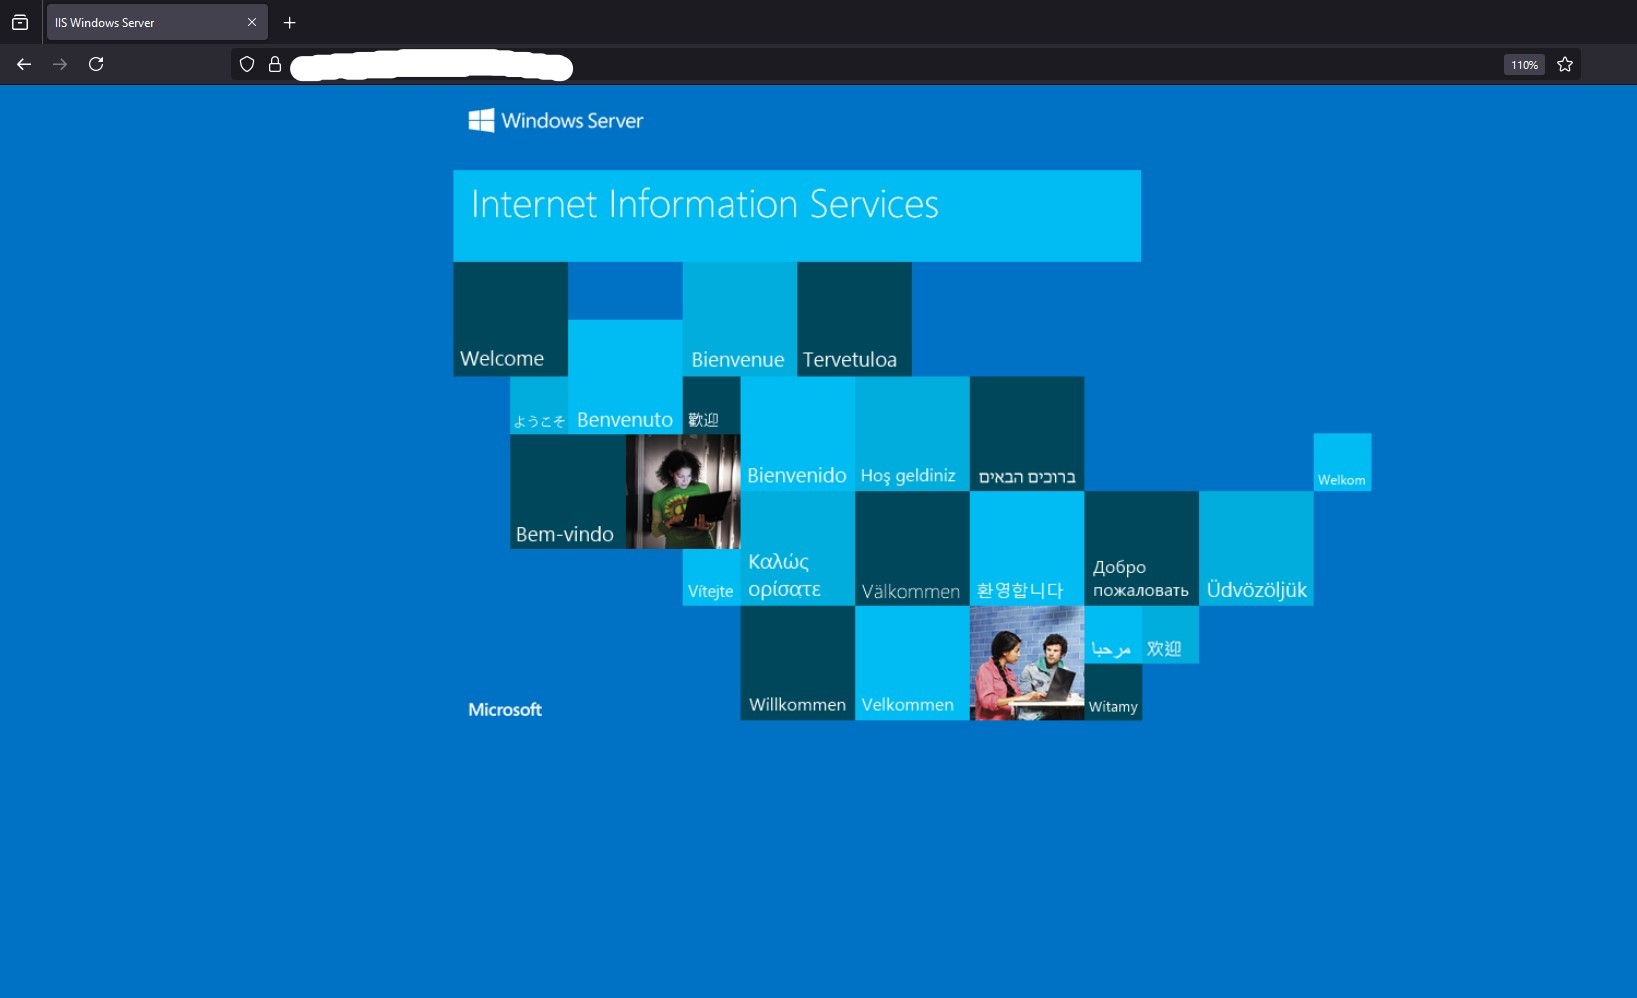 IIS Windows Server
110%
Windows Server
Internet Information Services
Welcome
Bienvenue
Tervetuloa
ようこそ
Benvenuto
歡迎
Bienvenido
Hoş geldiniz
ברוכים הבאים
Welkom
Bem-vindo
Vítejte
Καλώς
ορίσατε
Välkommen
환영합니다
Добро
пожаловать
Üdvözöljük
Willkommen
Velkommen
مرحبا
欢迎
Witamy
Microsoft